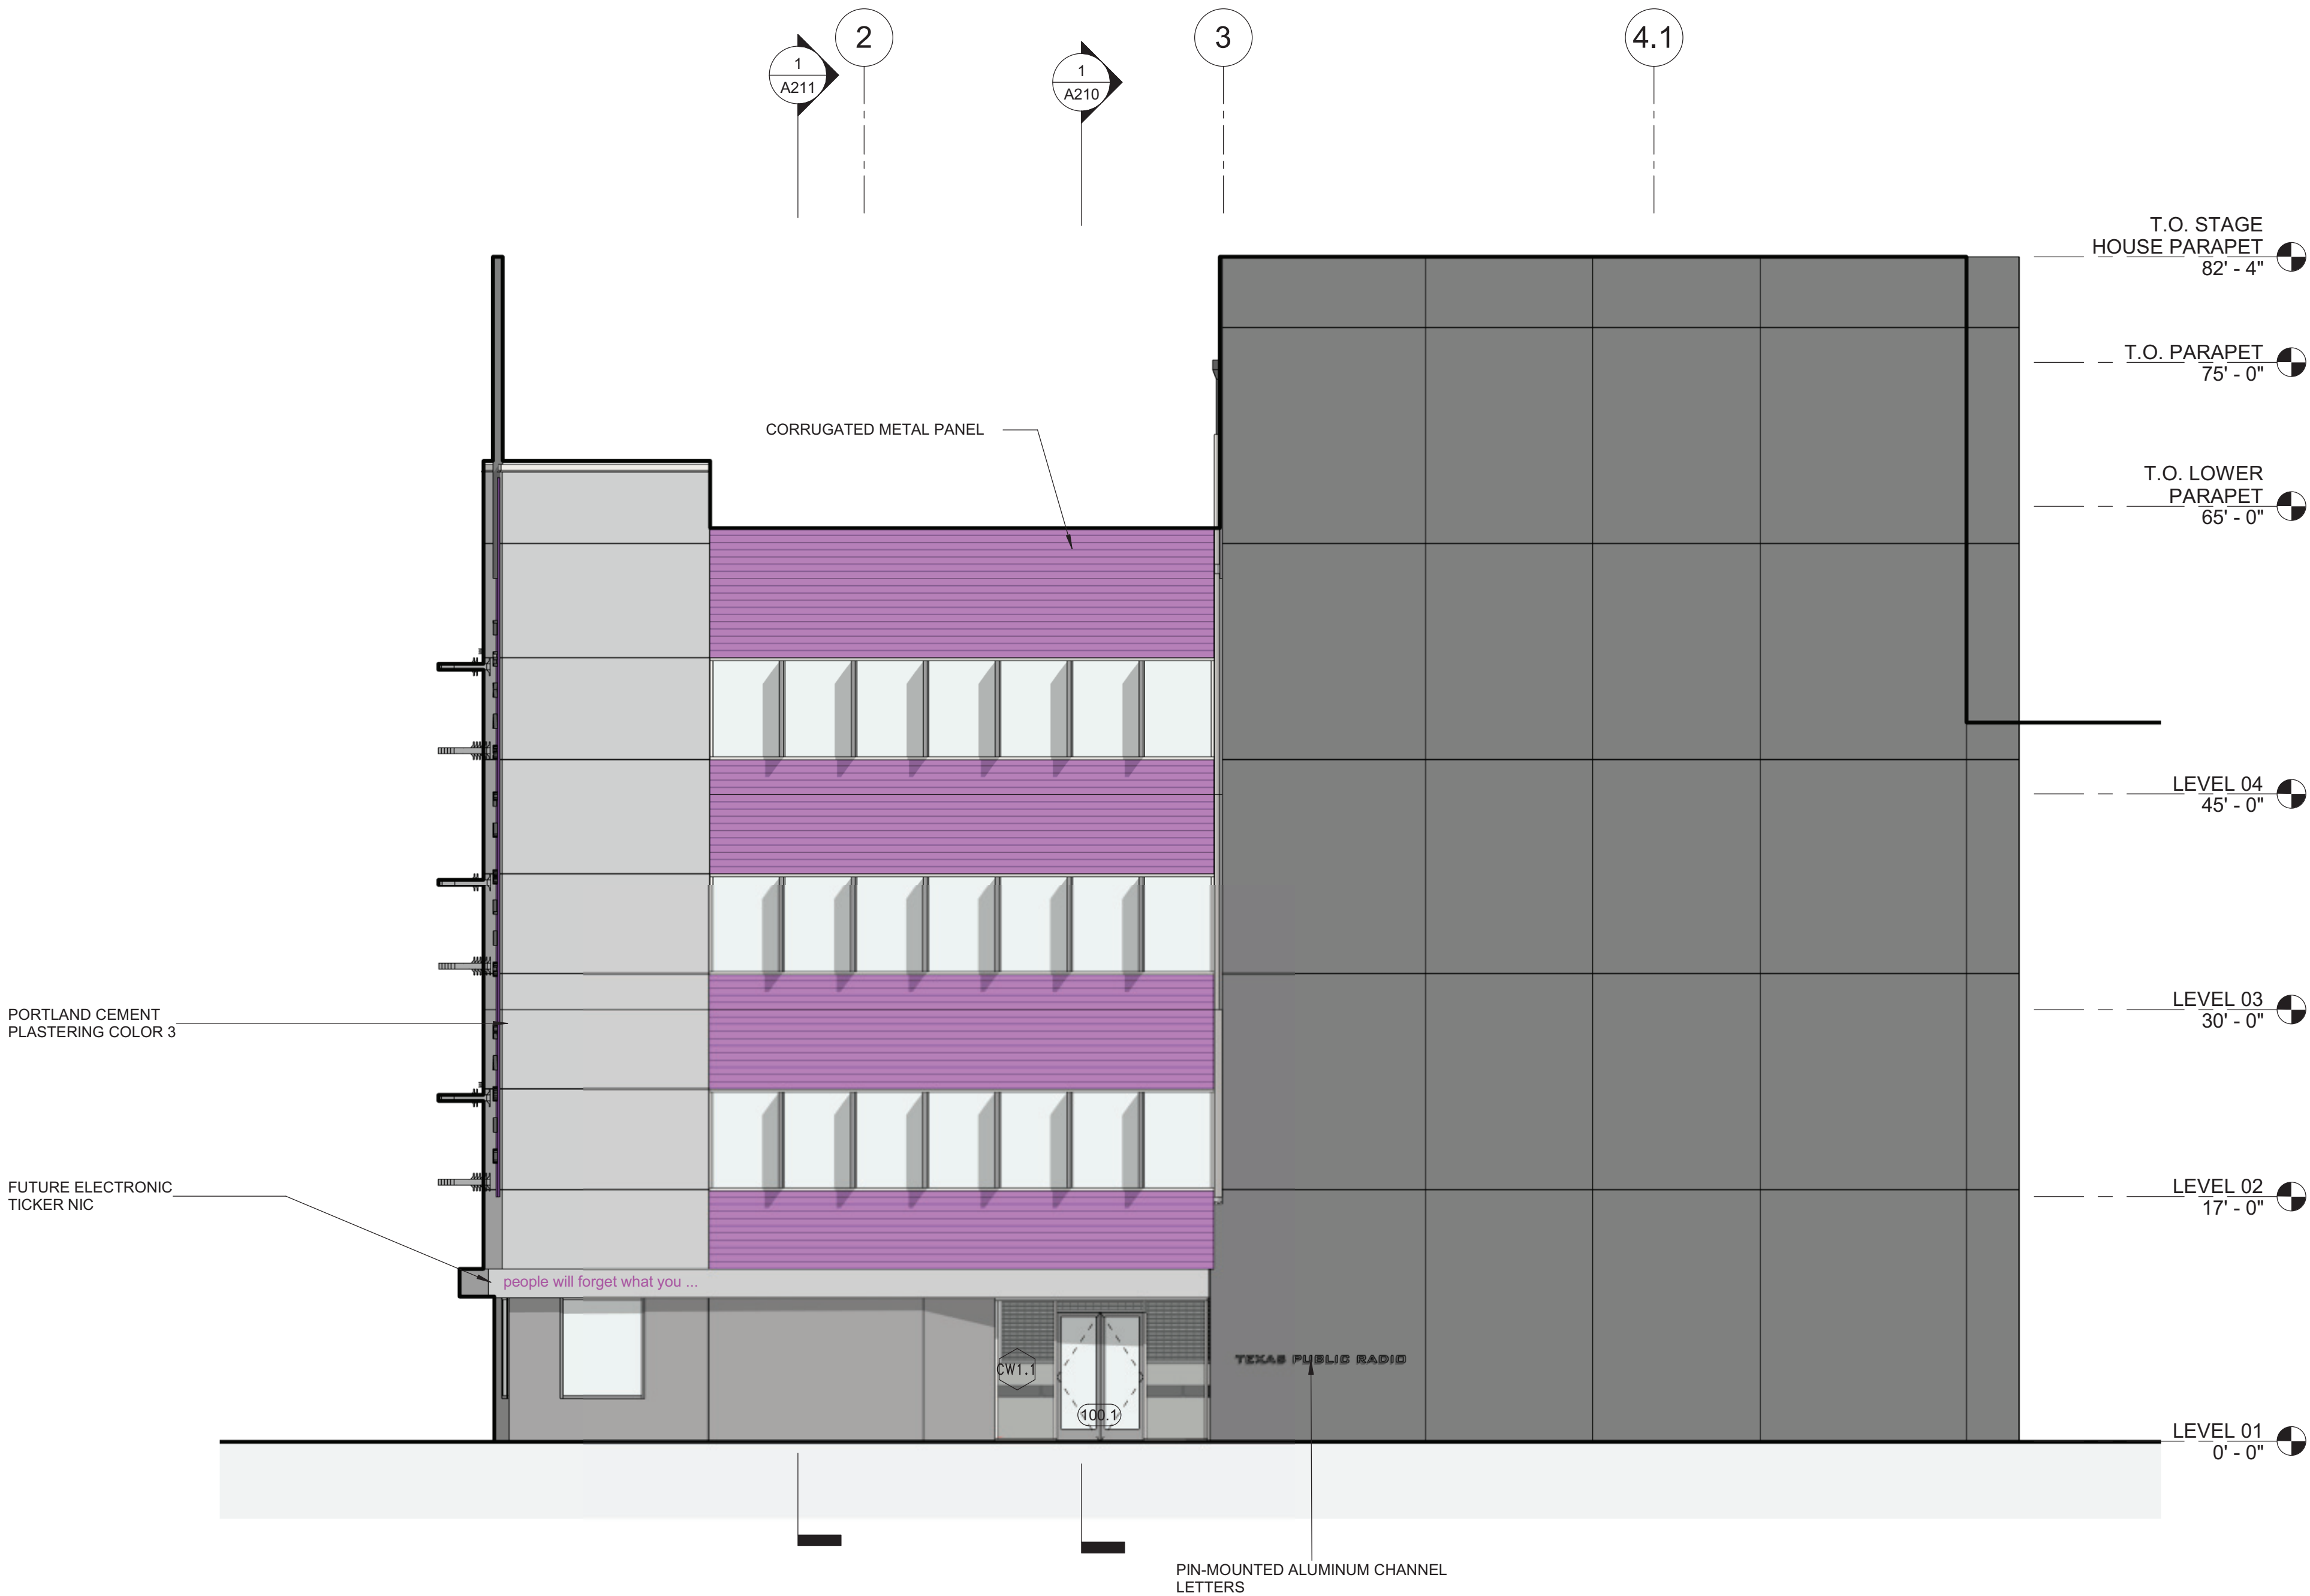 2
3
4.1
1
A211
1
A210
T.O. STAGE
HOUSE PARAPET
82' - 4"
T.O. PARAPET
75' - 0"
CORRUGATED METAL PANEL
T.O. LOWER
PARAPET
65' - 0"
LEVEL 04
45' - 0"
LEVEL 03
30' - 0"
PORTLAND CEMENT
PLASTERING COLOR 3
LEVEL 02
17' - 0"
FUTURE ELECTRONIC
TICKER NIC
people will forget what you ...
TEXAS PUBLIC RADIO
CW1.1
100.1
LEVEL 01
0' - 0"
PIN-MOUNTED ALUMINUM CHANNEL
LETTERS